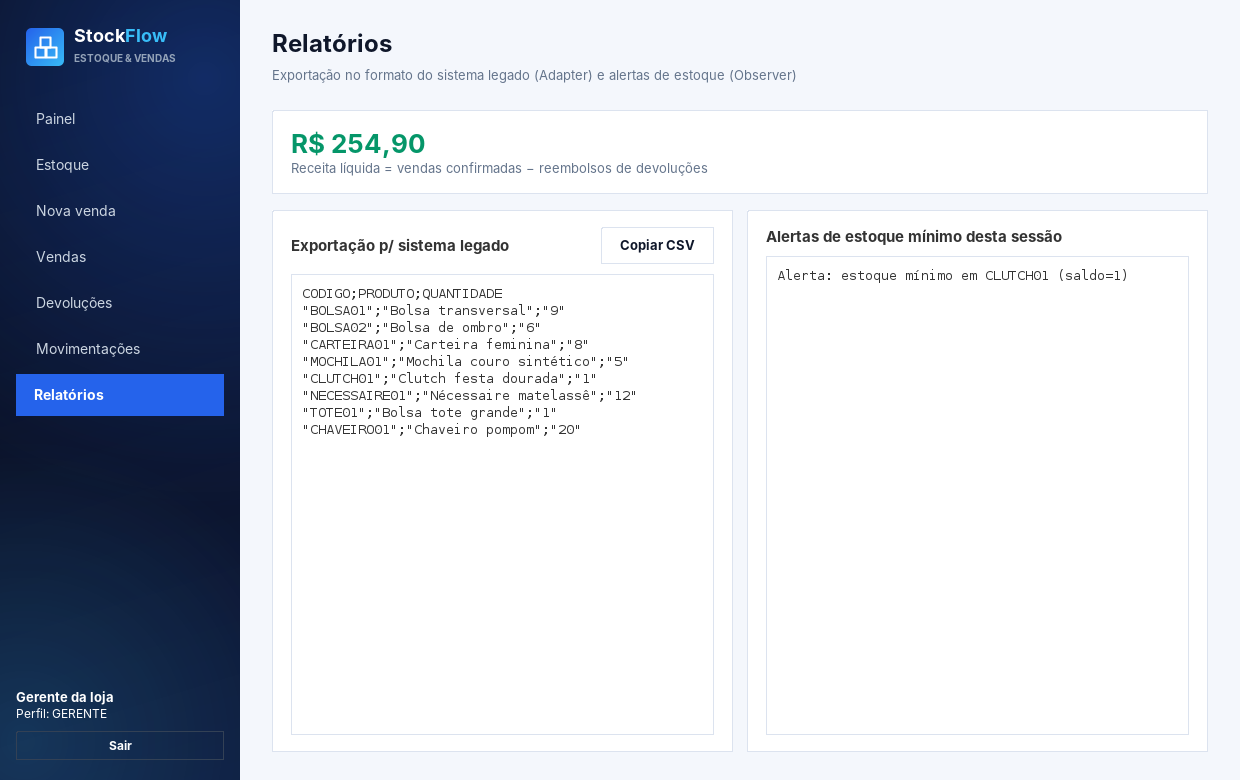 StockFlow
ESTOQUE & VENDAS
Painel
Estoque
Nova venda
Vendas
Devoluções
Movimentações
Relatórios
Gerente da loja
Perfil: GERENTE
Sair
Relatórios
Exportação no formato do sistema legado (Adapter) e alertas de estoque (Observer)
R$ 254,90
Receita líquida = vendas confirmadas − reembolsos de devoluções
Exportação p/ sistema legado
Copiar CSV
CODIGO;PRODUTO;QUANTIDADE
"BOLSA01";"Bolsa transversal";"9"
"BOLSA02";"Bolsa de ombro";"6"
"CARTEIRA01";"Carteira feminina";"8"
"MOCHILA01";"Mochila couro sintético";"5"
"CLUTCH01";"Clutch festa dourada";"1"
"NECESSAIRE01";"Nécessaire matelassê";"12"
"TOTE01";"Bolsa tote grande";"1"
"CHAVEIRO01";"Chaveiro pompom";"20"
Alertas de estoque mínimo desta sessão
Alerta: estoque mínimo em CLUTCH01 (saldo=1)